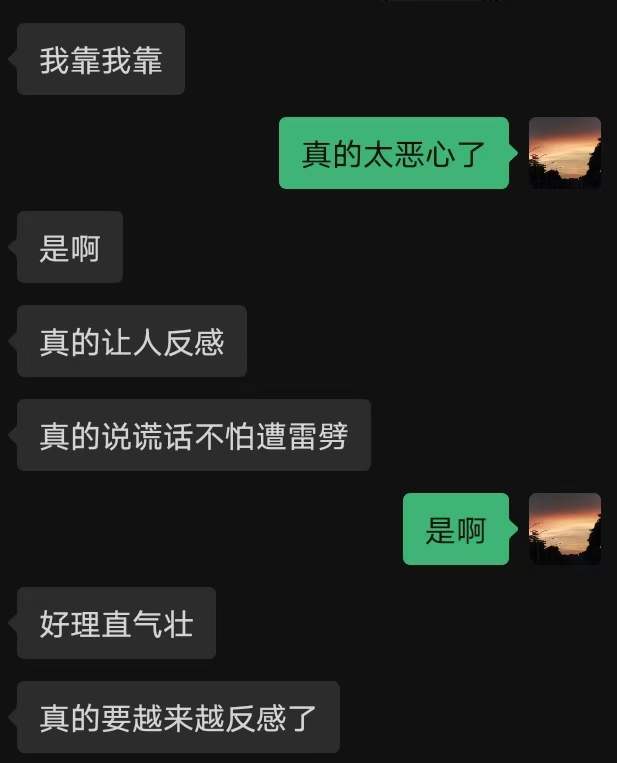 我靠我靠
真的太恶心了
是啊
真的让人反感
真的说谎话不怕遭雷劈
是啊
好理直气壮
真的要越来越反感了